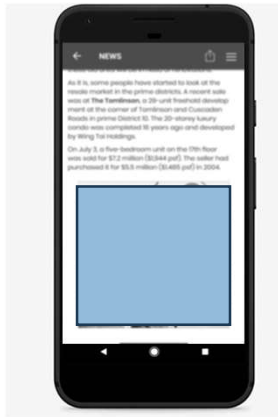 NEWS
As it is, some people have started to look at the
resale market in the prime districts. A recent sale
was at The Tomlinson, a 29-unit freehold develop
ment at the corner of Tomlinson and Cuscaden
Roads in prime District 10. The 20-storey luxury
condo was completed 16 years ago and developed
by Wing Tai Holdings.
On July 3, a five-bedroom unit on the 17th floor
was sold for $7.2 million ($1,944 psf). The seller had
purchased it for $5.5 million ($1,485 psf) in 2004.